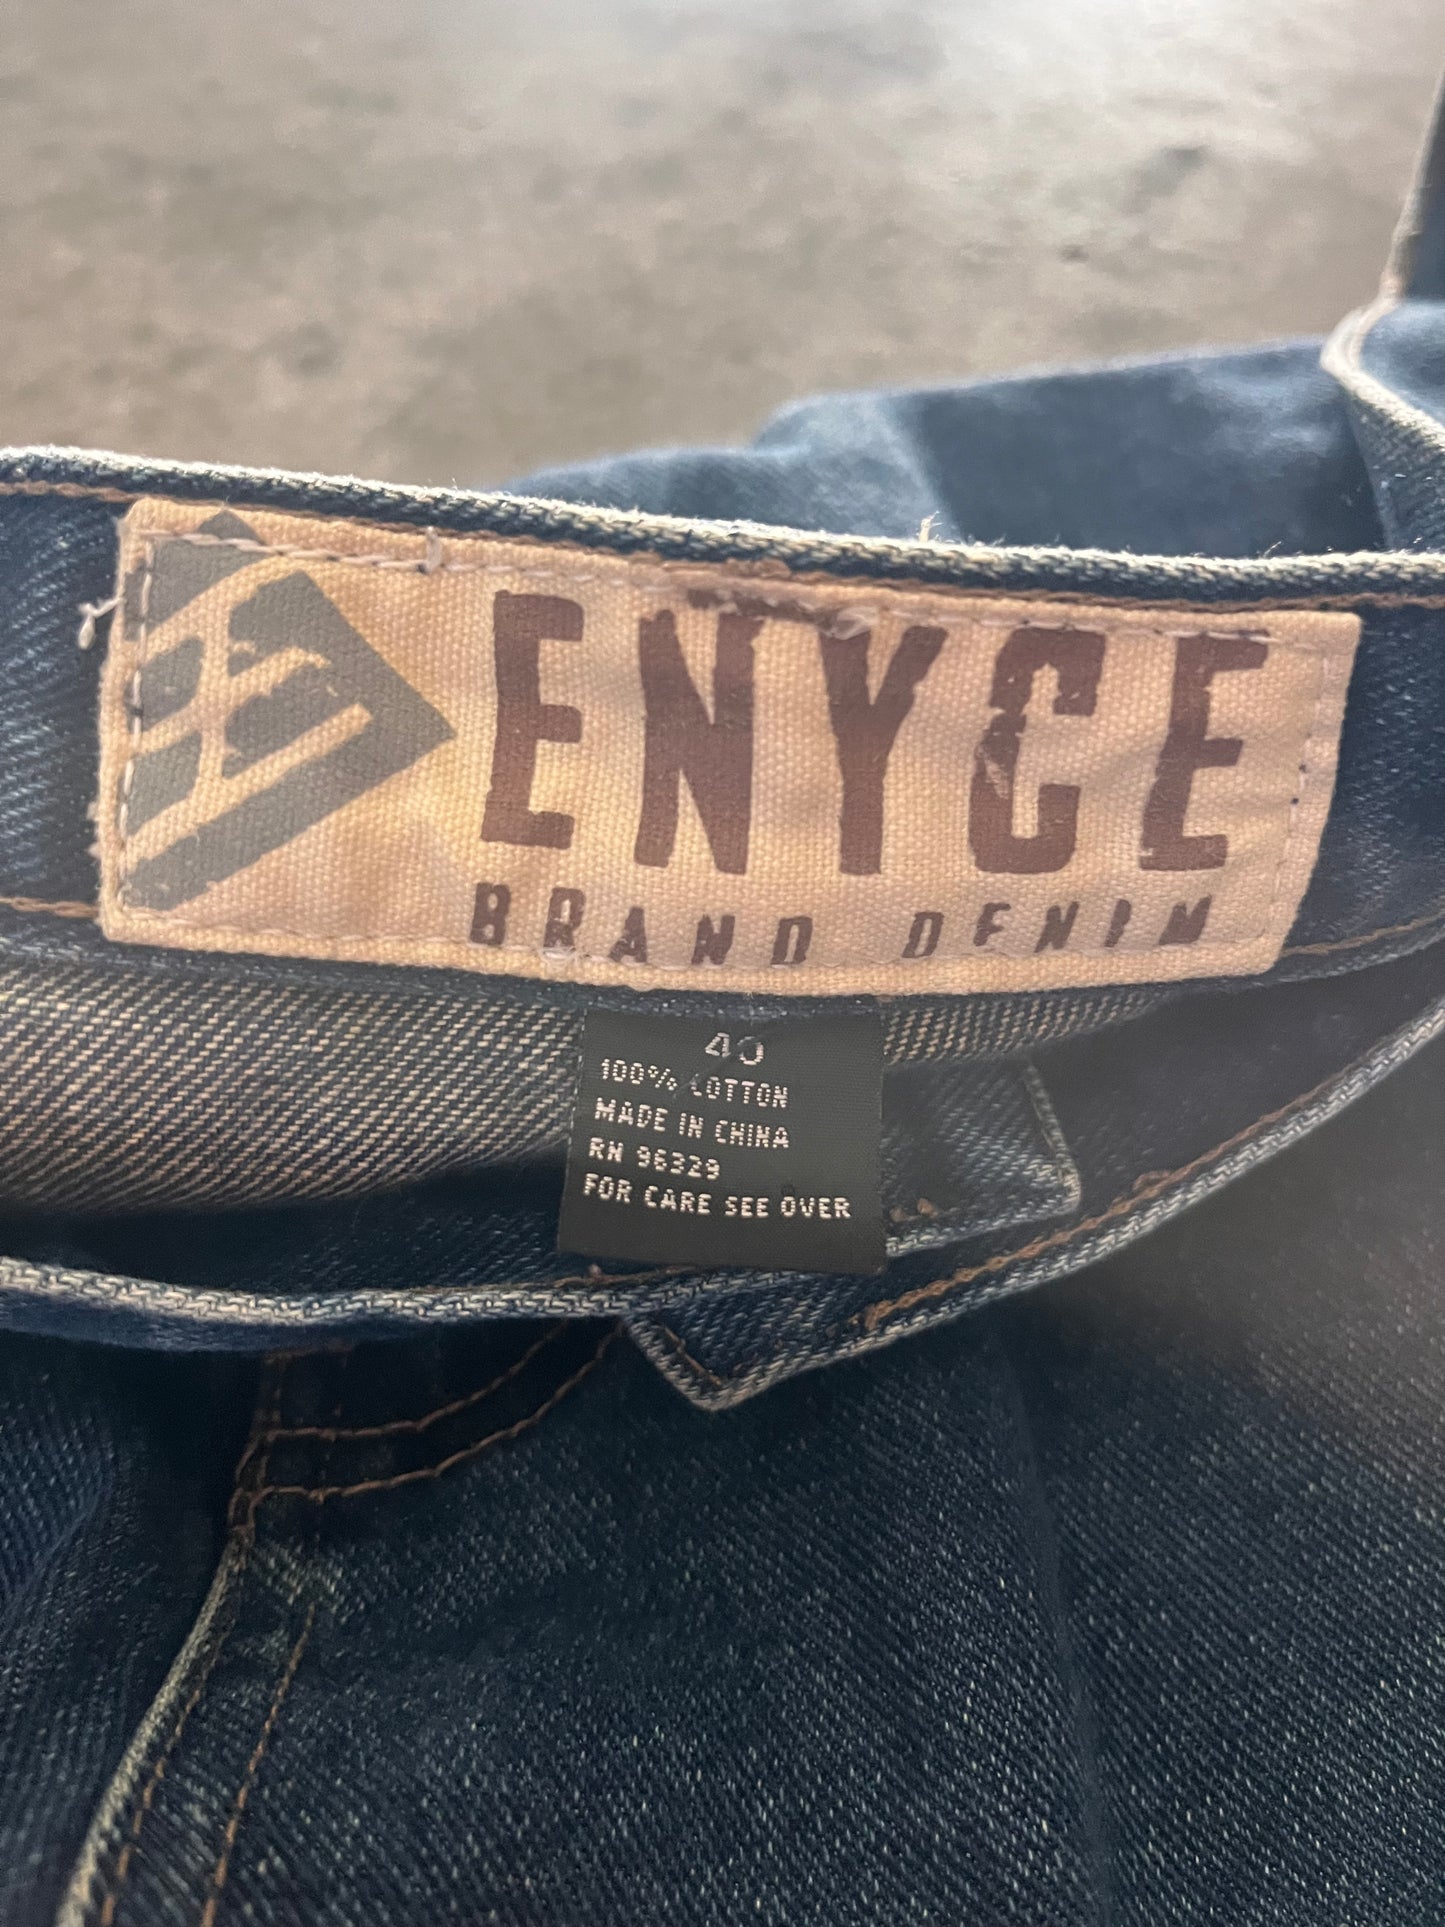 ENYCE
BRAND DENIM
40
100% COTTON
MADE IN CHINA
RN 96329
FOR CARE SEE OVER